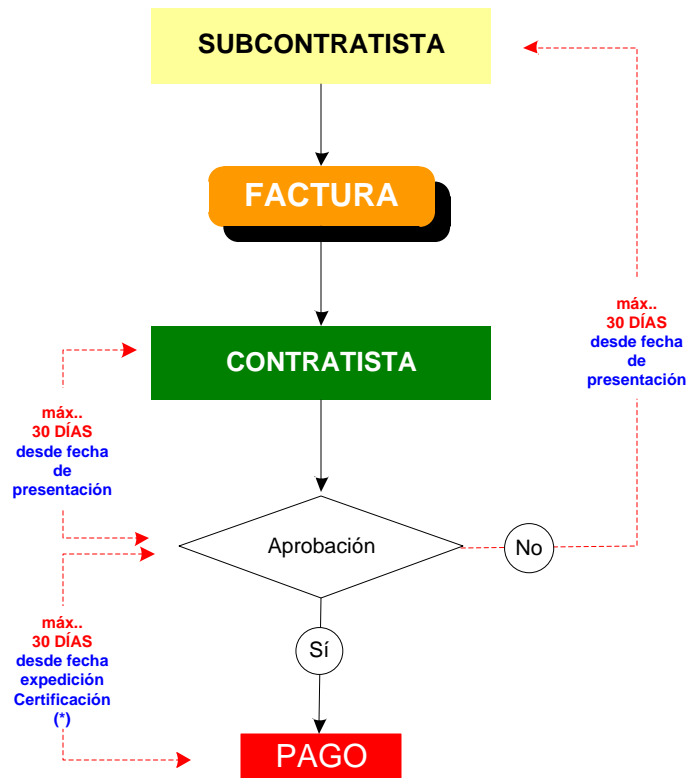 SUBCONTRATISTA
FACTURA
máx..
30 DÍAS
desde fecha
de
presentación
CONTRATISTA
máx..
30 DÍAS
desde fecha
de
presentación
Aprobación
No
Sí
máx..
30 DÍAS
desde fecha
expedición
Certificación
(*)
PAGO